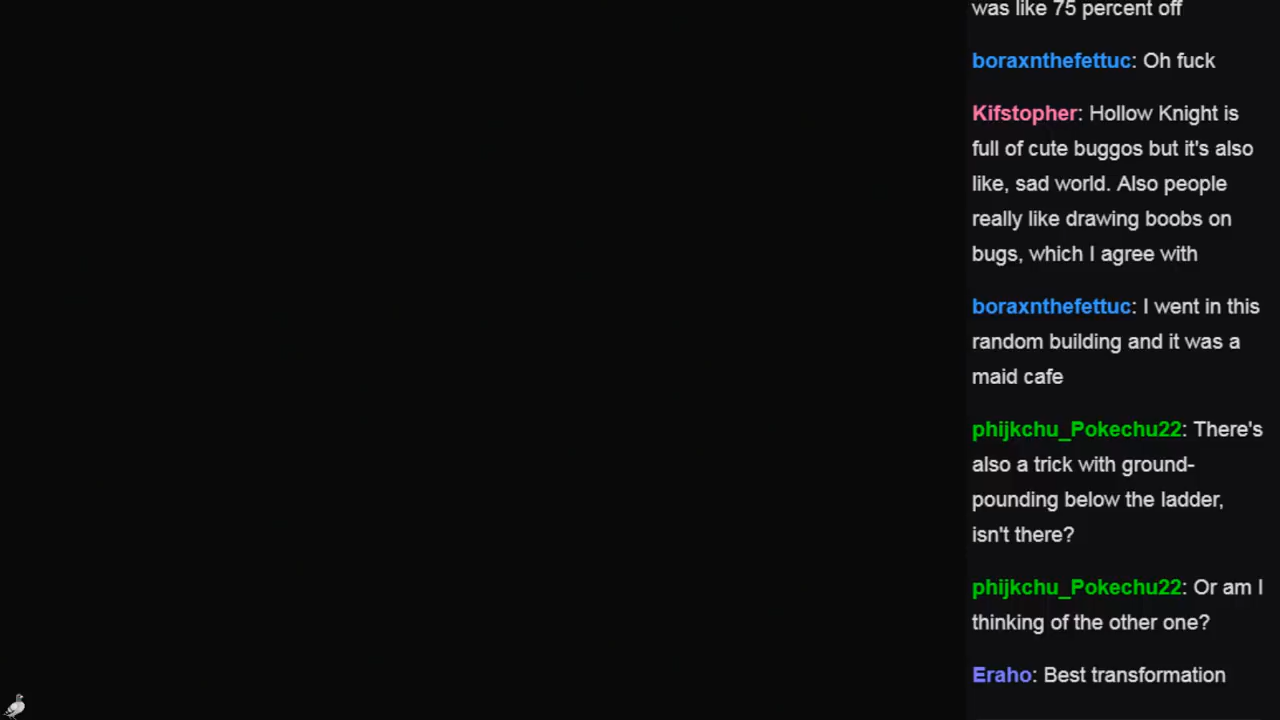 was like 75 percent off
boraxnthefettuc: Oh fuck
Kifstopher: Hollow Knight is
full of cute buggos but it's also
like, sad world. Also people
really like drawing boobs on
bugs, which I agree with
boraxnthefettuc: I went in this
random building and it was a
maid cafe
phijkchu_Pokechu22: There's
also a trick with ground-
pounding below the ladder,
isn't there?
phijkchu_Pokechu22: Or am I
thinking of the other one?
Eraho: Best transformation